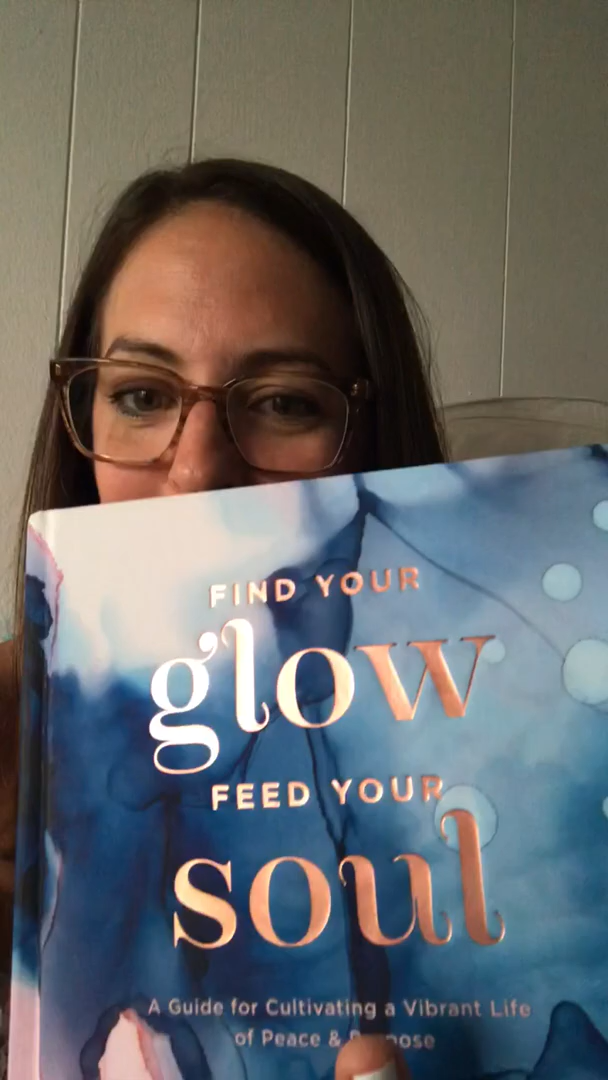 FIND YOUR
glow
FEED YOUR
soul
A Guide for Cultivating a Vibrant Life
of Peace &